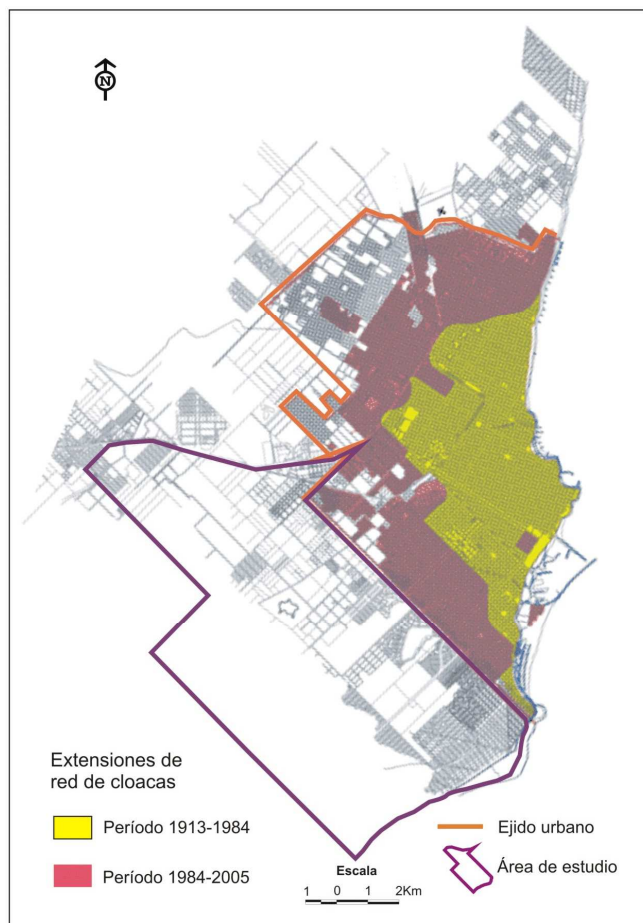 N
Extensiones de
red de cloacas
Período 1913-1984
Período 1984-2005
Escala
1 0 1 2Km
Ejido urbano
Área de estudio